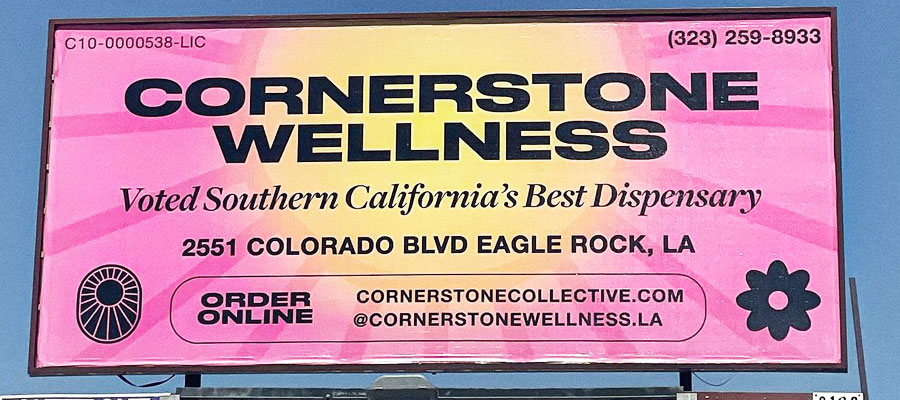 C10-0000538-LIC
(323) 259-8933
CORNERSTONE
WELLNESS
Voted Southern California's Best Dispensary
2551 COLORADO BLVD EAGLE ROCK, LA
ORDER
ONLINE
CORNERSTONECOLLECTIVE.COM
@CORNERSTONEWELLNESS.LA